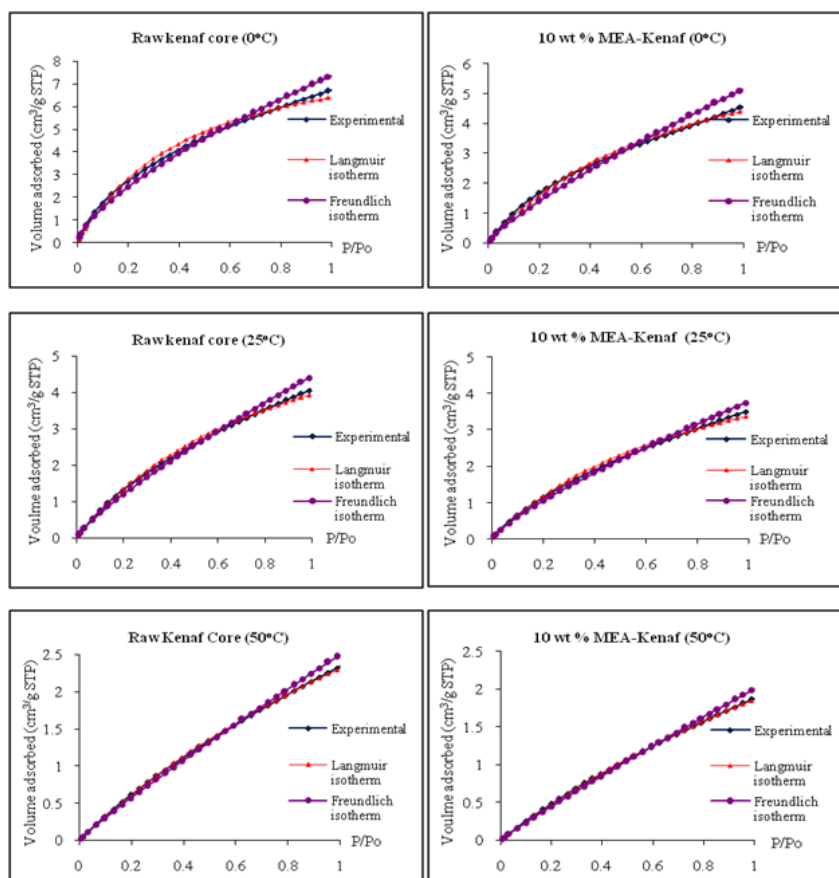 Raw kenaf core (0°C)
Volume adsorbed (cm³/g STP)
8
7
6
5
4
3
2
1
0
0 0.2 0.4 0.6 0.8 1
P/Po
Experimental
Langmuir
isotherm
Freundlich
isotherm
10 wt % MEA-Kenaf (0°C)
Volume adsorbed (cm³/g STP)
6
5
4
3
2
1
0
0 0.2 0.4 0.6 0.8 1
P/Po
Experimental
Langmuir
isotherm
Freundlich
isotherm
Raw kenaf core (25°C)
Voulme adsorbed (cm³/g STP)
5
4
3
2
1
0
0 0.2 0.4 0.6 0.8 1
P/Po
Experimental
Langmuir
isotherm
Freundlich
isotherm
10 wt % MEA-Kenaf (25°C)
Volume adsorbed (cm³/g STP)
5
4
3
2
1
0
0 0.2 0.4 0.6 0.8 1
P/Po
Experimental
Langmuir
isotherm
Freundlich
isotherm
Raw Kenaf Core (50°C)
Volume adsorbed (cm³/g STP)
2.5
2
1.5
1
0.5
0
0 0.2 0.4 0.6 0.8 1
P/Po
Experimental
Langmuir
isotherm
Freundlich
isotherm
10 wt % MEA-Kenaf (50°C)
Voulme adsorbed (cm³/g STP)
2.5
2
1.5
1
0.5
0
0 0.2 0.4 0.6 0.8 1
P/Po
Experimental
Langmuir
isotherm
Freundlich
isotherm